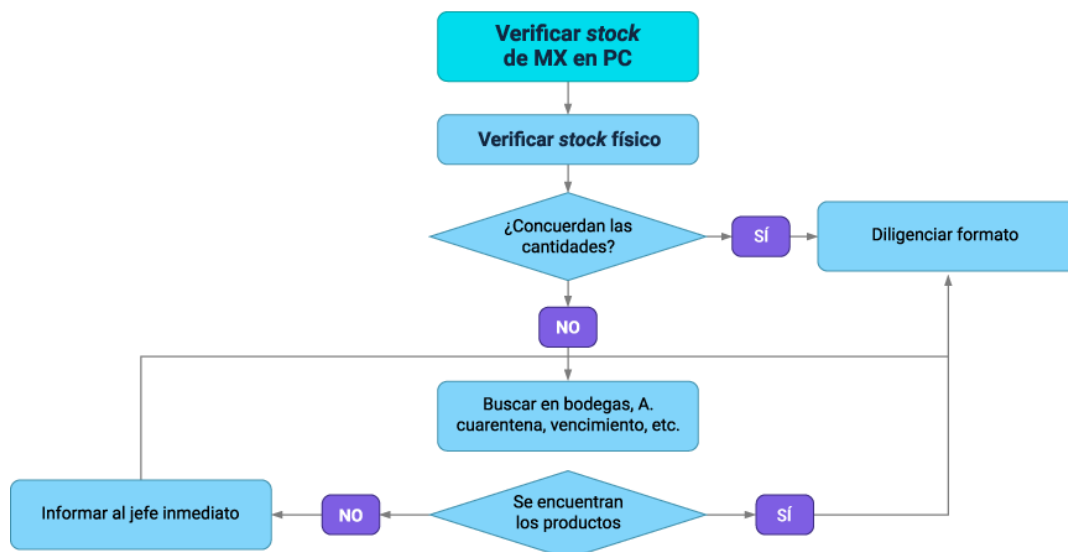 Verificar stock
de MX en PC
Verificar stock físico
¿Concuerdan las
cantidades?
SÍ
Diligenciar formato
NO
Buscar en bodegas, A.
cuarentena, vencimiento, etc.
Informar al jefe inmediato
NO
Se encuentran
los productos
SÍ